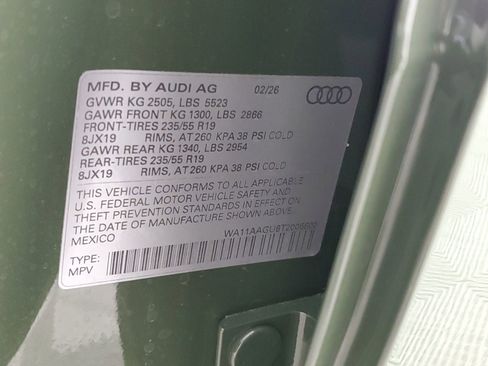 MFD. BY AUDI AG 02/26
GVWR KG 2505, LBS 5523
GAWR FRONT KG 1300, LBS 2866
FRONT-TIRES 235/55 R19
8JX19 RIMS, AT 260 KPA 38 PSI COLD
GAWR REAR KG 1340, LBS 2954
REAR-TIRES 235/55 R19
8JX19 RIMS, AT 260 KPA 38 PSI COLD
THIS VEHICLE CONFORMS TO ALL APPLICABLE
U.S. FEDERAL MOTOR VEHICLE SAFETY AND
THEFT PREVENTION STANDARDS IN EFFECT ON
THE DATE OF MANUFACTURE SHOWN ABOVE.
MEXICO
TYPE:
MPV